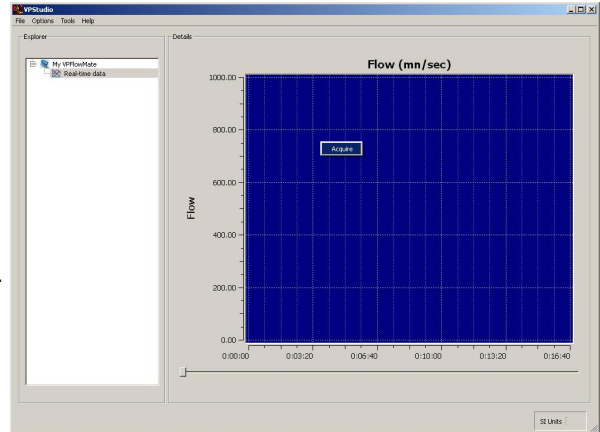 VPStudio
File Options Tools Help
Explorer
My VPFlowMate
Real-time data
Details
Flow (mn/sec)
1000.00
800.00
Acquire
600.00
Flow
400.00
200.00
0.00
0:00:00 0:03:20 0:06:40 0:10:00 0:13:20 0:16:40
SI Units